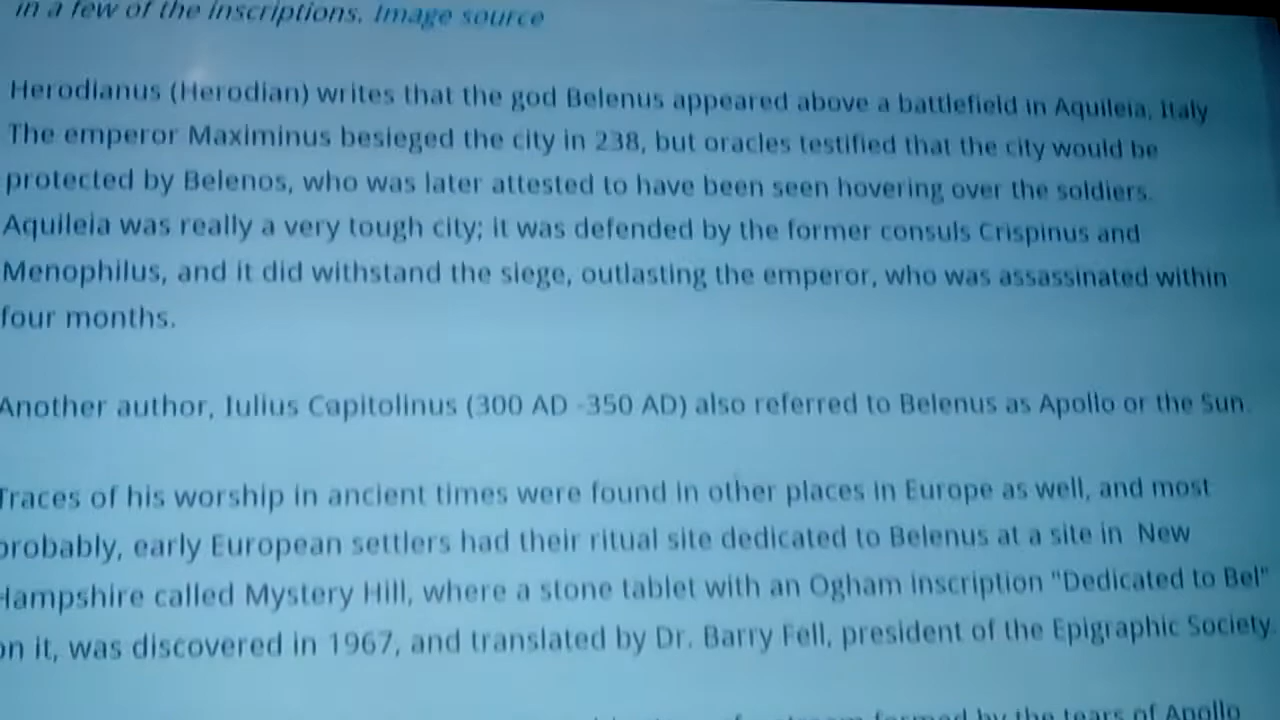 in a few of the inscriptions. Image source
Herodianus (Herodian) writes that the god Belenus appeared above a battlefield in Aquileia, Italy
The emperor Maximinus besieged the city in 238, but oracles testified that the city would be
protected by Belenos, who was later attested to have been seen hovering over the soldiers.
Aquileia was really a very tough city; it was defended by the former consuls Crispinus and
Menophilus, and it did withstand the siege, outlasting the emperor, who was assassinated within
four months.
Another author, Iulius Capitolinus (300 AD -350 AD) also referred to Belenus as Apollo or the Sun.
Traces of his worship in ancient times were found in other places in Europe as well, and most
probably, early European settlers had their ritual site dedicated to Belenus at a site in New
Hampshire called Mystery Hill, where a stone tablet with an Ogham inscription "Dedicated to Bel"
on it, was discovered in 1967, and translated by Dr. Barry Fell, president of the Epigraphic Society.
formed by the tears of Apollo